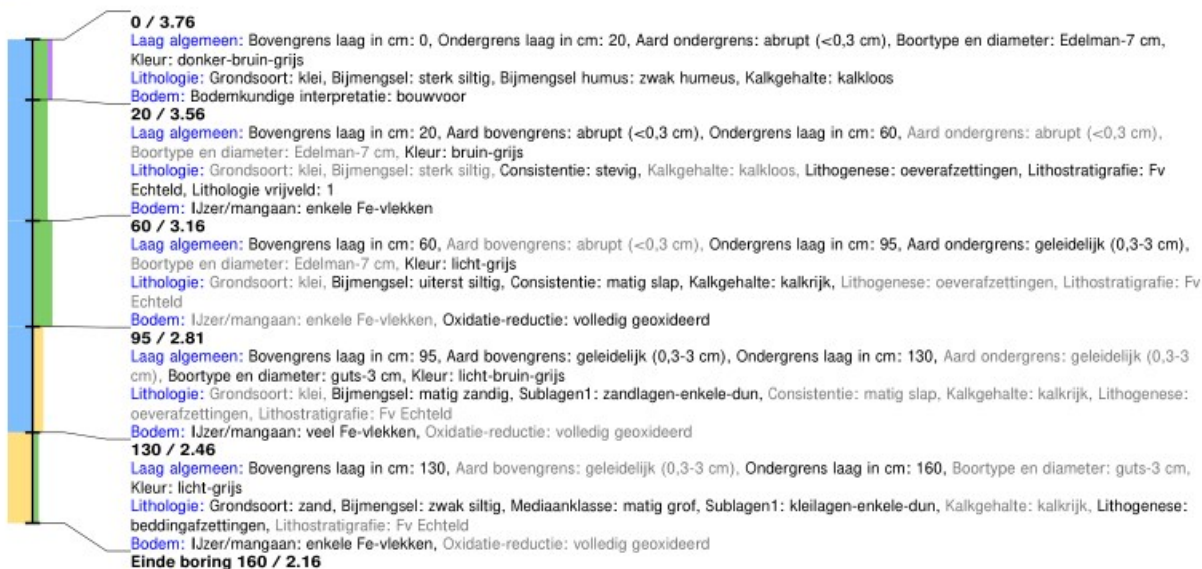 0 / 3.76
Laag algemeen: Bovengrens laag in cm: 0, Ondergrens laag in cm: 20, Aard ondergrens: abrupt (<0,3 cm), Boortype en diameter: Edelman-7 cm,
Kleur: donker-bruin-grijs
Lithologie: Grondsoort: klei, Bijmengsel: sterk siltig, Bijmengsel humus: zwak humeus, Kalkgehalte: kalkloos
Bodem: Bodemkundige interpretatie: bouwvoor
20 / 3.56
Laag algemeen: Bovengrens laag in cm: 20, Aard bovengrens: abrupt (<0,3 cm), Ondergrens laag in cm: 60, Aard ondergrens: abrupt (<0,3 cm),
Boortype en diameter: Edelman-7 cm, Kleur: bruin-grijs
Lithologie: Grondsoort: klei, Bijmengsel: sterk siltig, Consistentie: stevig, Kalkgehalte: kalkloos, Lithogenese: oeverafzettingen, Lithostratigrafie: Fv
Echteld, Lithologie vrijveld: 1
Bodem: IJzer/mangaan: enkele Fe-vlekken
60 / 3.16
Laag algemeen: Bovengrens laag in cm: 60, Aard bovengrens: abrupt (<0,3 cm), Ondergrens laag in cm: 95, Aard ondergrens: geleidelijk (0,3-3 cm),
Boortype en diameter: Edelman-7 cm, Kleur: licht-grijs
Lithologie: Grondsoort: klei, Bijmengsel: uiterst siltig, Consistentie: matig slap, Kalkgehalte: kalkrijk, Lithogenese: oeverafzettingen, Lithostratigrafie: Fv
Echteld
Bodem: IJzer/mangaan: enkele Fe-vlekken, Oxidatie-reductie: volledig geoxideerd
95 / 2.81
Laag algemeen: Bovengrens laag in cm: 95, Aard bovengrens: geleidelijk (0,3-3 cm), Ondergrens laag in cm: 130, Aard ondergrens: geleidelijk (0,3-3
cm), Boortype en diameter: guts-3 cm, Kleur: licht-bruin-grijs
Lithologie: Grondsoort: klei, Bijmengsel: matig zandig, Sublagen1: zandlagen-enkele-dun, Consistentie: matig slap, Kalkgehalte: kalkrijk, Lithogenese:
oeverafzettingen, Lithostratigrafie: Fv Echteld
Bodem: IJzer/mangaan: veel Fe-vlekken, Oxidatie-reductie: volledig geoxideerd
130 / 2.46
Laag algemeen: Bovengrens laag in cm: 130, Aard bovengrens: geleidelijk (0,3-3 cm), Ondergrens laag in cm: 160, Boortype en diameter: guts-3 cm,
Kleur: licht-grijs
Lithologie: Grondsoort: zand, Bijmengsel: zwak siltig, Mediaanklasse: matig grof, Sublagen1: kleilagen-enkele-dun, Kalkgehalte: kalkrijk, Lithogenese:
beddingafzettingen, Lithostratigrafie: Fv Echteld
Bodem: IJzer/mangaan: enkele Fe-vlekken, Oxidatie-reductie: volledig geoxideerd
Einde boring 160 / 2.16